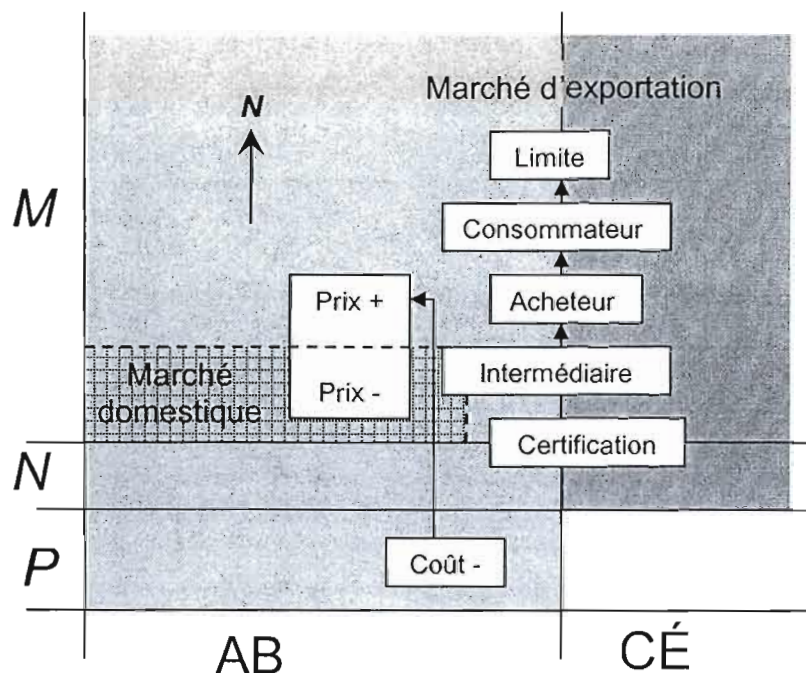 Marché d'exportation
N
Limite
M
Consommateur
Prix +
Acheteur
Marché
domestique
Prix -
Intermédiaire
Certification
N
P
Coût -
AB
CÉ